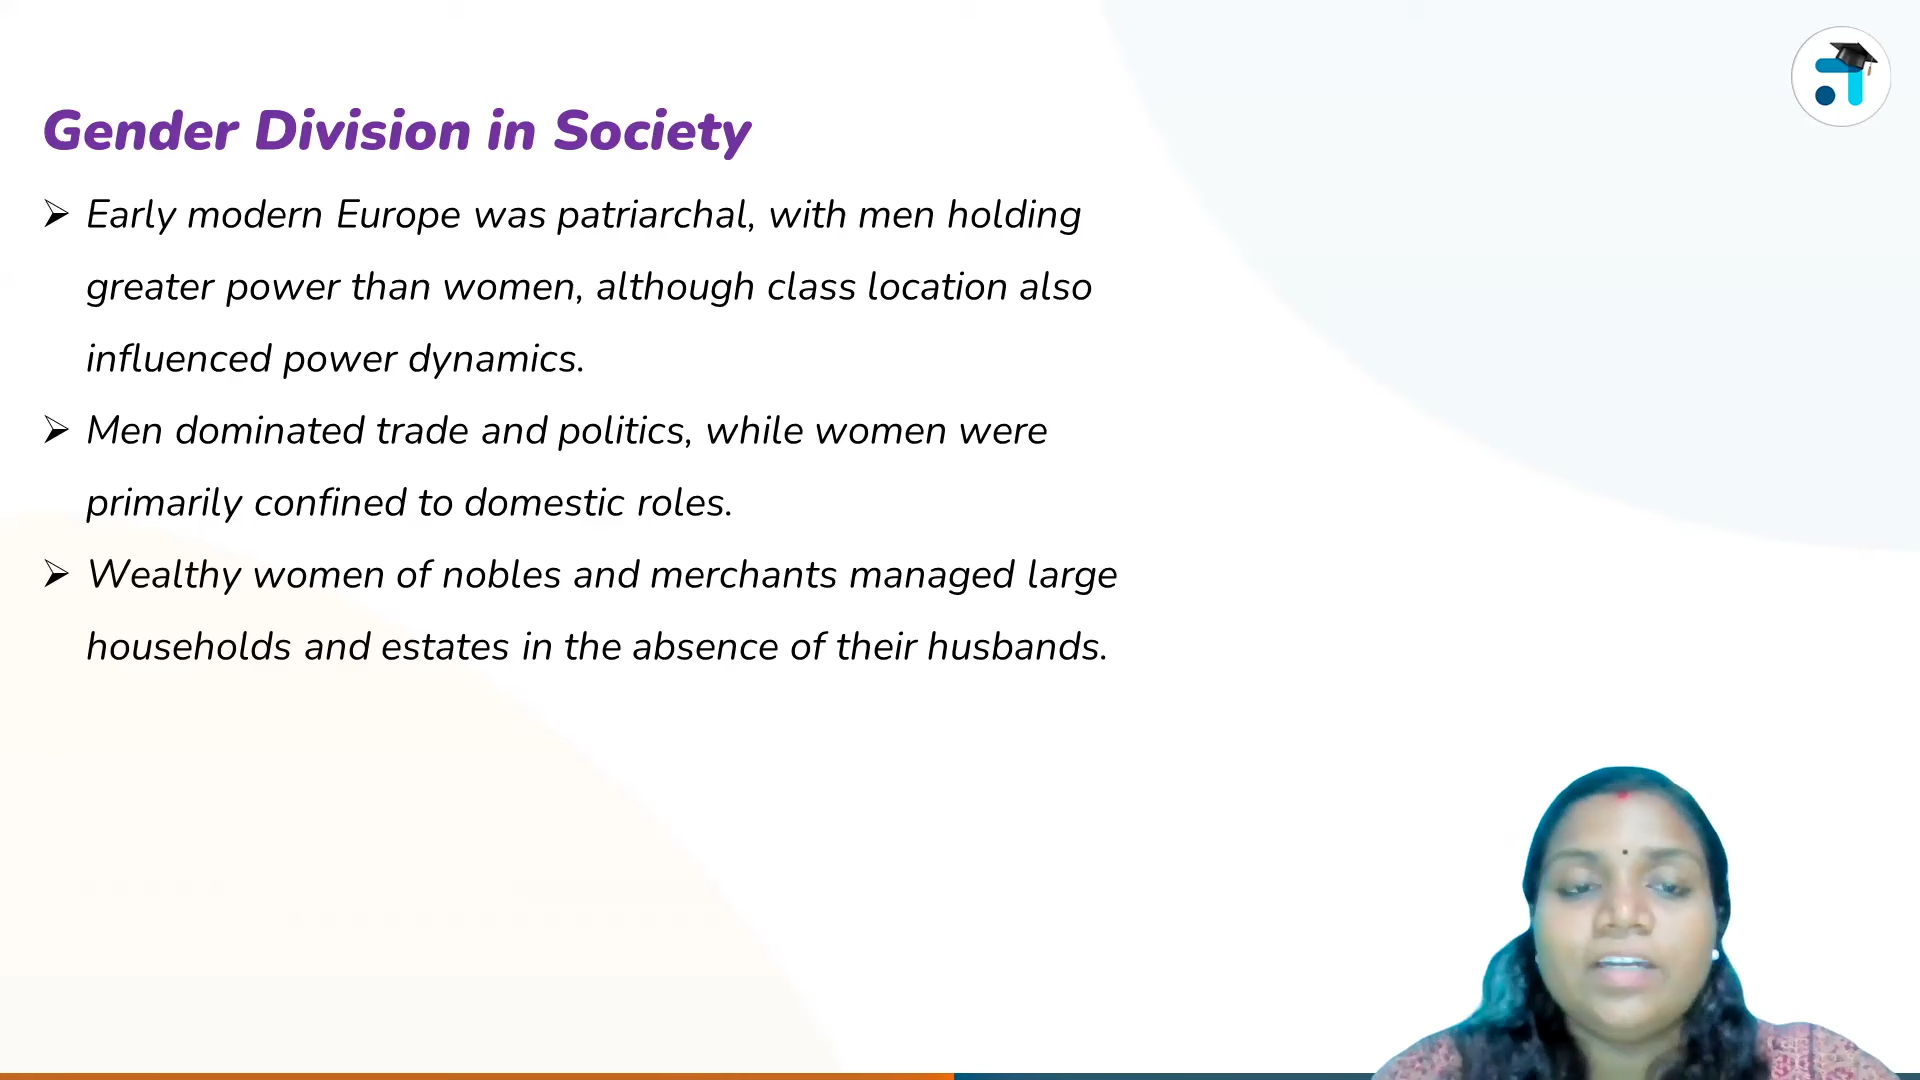 Gender Division in Society
➢ Early modern Europe was patriarchal, with men holding
greater power than women, although class location also
influenced power dynamics.
➢ Men dominated trade and politics, while women were
primarily confined to domestic roles.
➢ Wealthy women of nobles and merchants managed large
households and estates in the absence of their husbands.